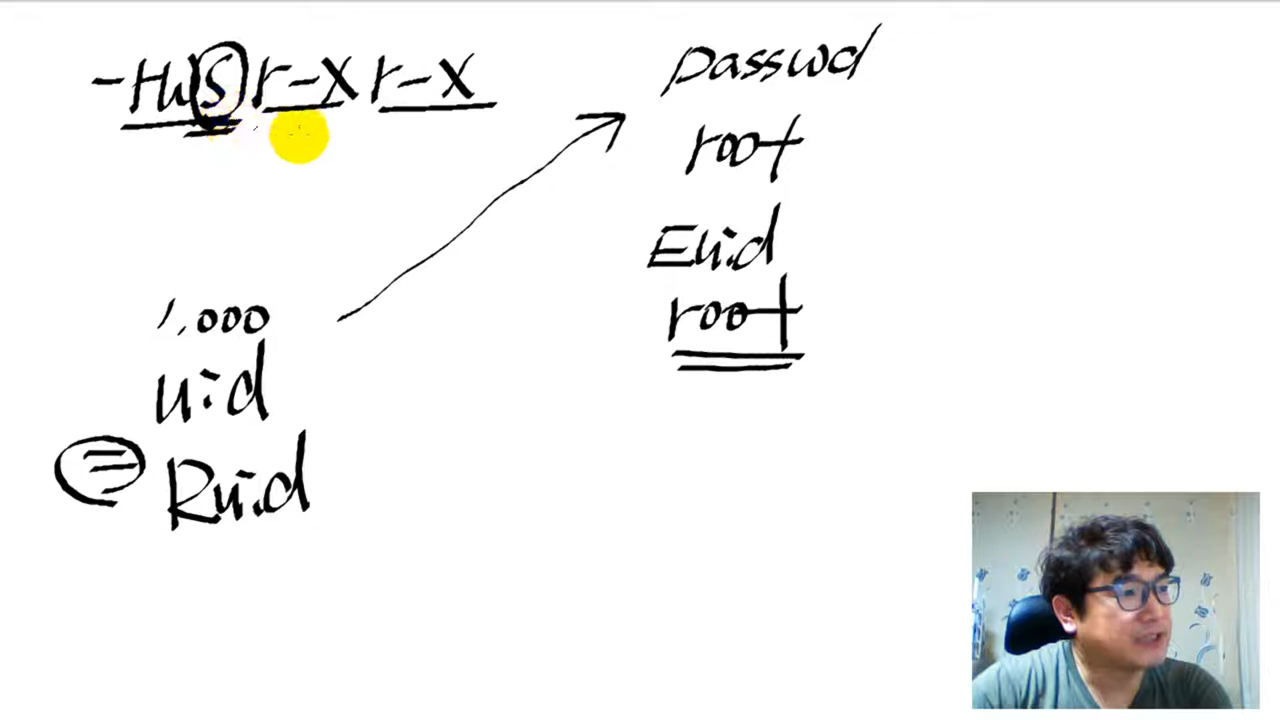 -rwsr-xr-x
passwd
root
Euid
root
1,000
uid
= Ruid